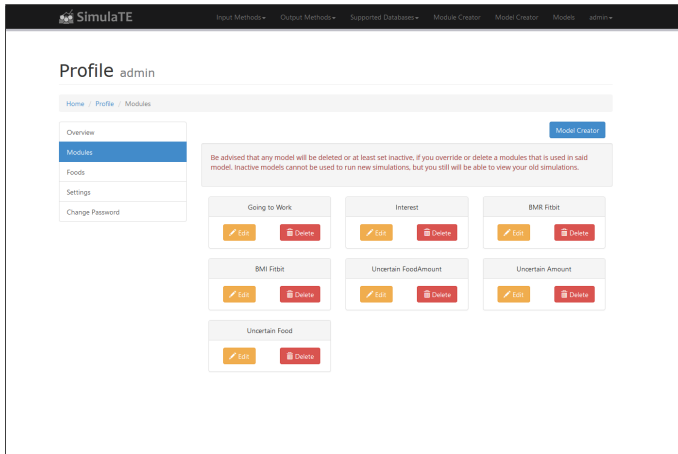 SimulaTE
Input Methods Output Methods Supported Databases Module Creator Model Creator Models admin
Profile admin
Home / Profile / Modules
Overview
Modules
Foods
Settings
Change Password
Model Creator
Be advised that any model will be deleted or at least set inactive, if you override or delete a modules that is used in said
model. Inactive models cannot be used to run new simulations, but you still will be able to view your old simulations.
Going to Work Interest BMR Fitbit
Edit Delete Edit Delete Edit Delete
BMI Fitbit Uncertain FoodAmount Uncertain Amount
Edit Delete Edit Delete Edit Delete
Uncertain Food
Edit Delete